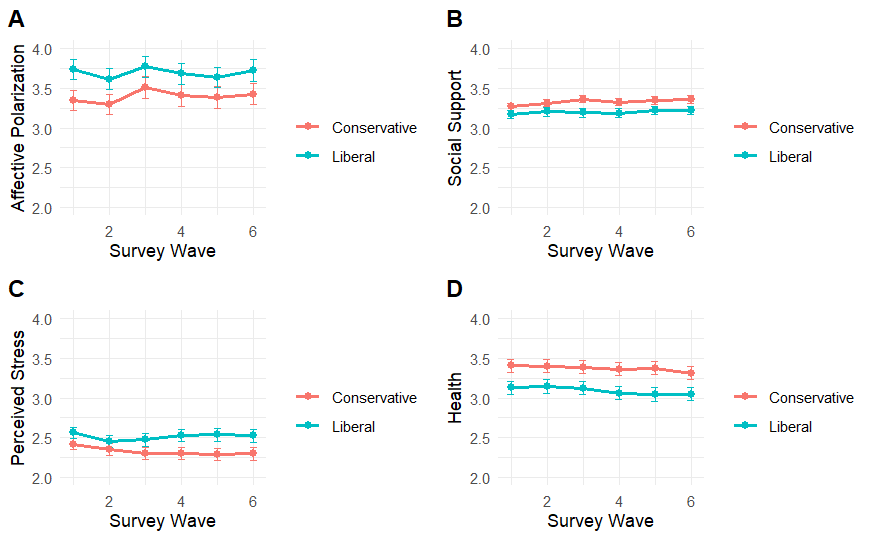 A
Affective Polarization
4.0
3.5
3.0
2.5
2.0
2 4 6
Survey Wave
Conservative
Liberal
B
Social Support
4.0
3.5
3.0
2.5
2.0
2 4 6
Survey Wave
Conservative
Liberal
C
Perceived Stress
4.0
3.5
3.0
2.5
2.0
2 4 6
Survey Wave
Conservative
Liberal
D
Health
4.0
3.5
3.0
2.5
2.0
2 4 6
Survey Wave
Conservative
Liberal